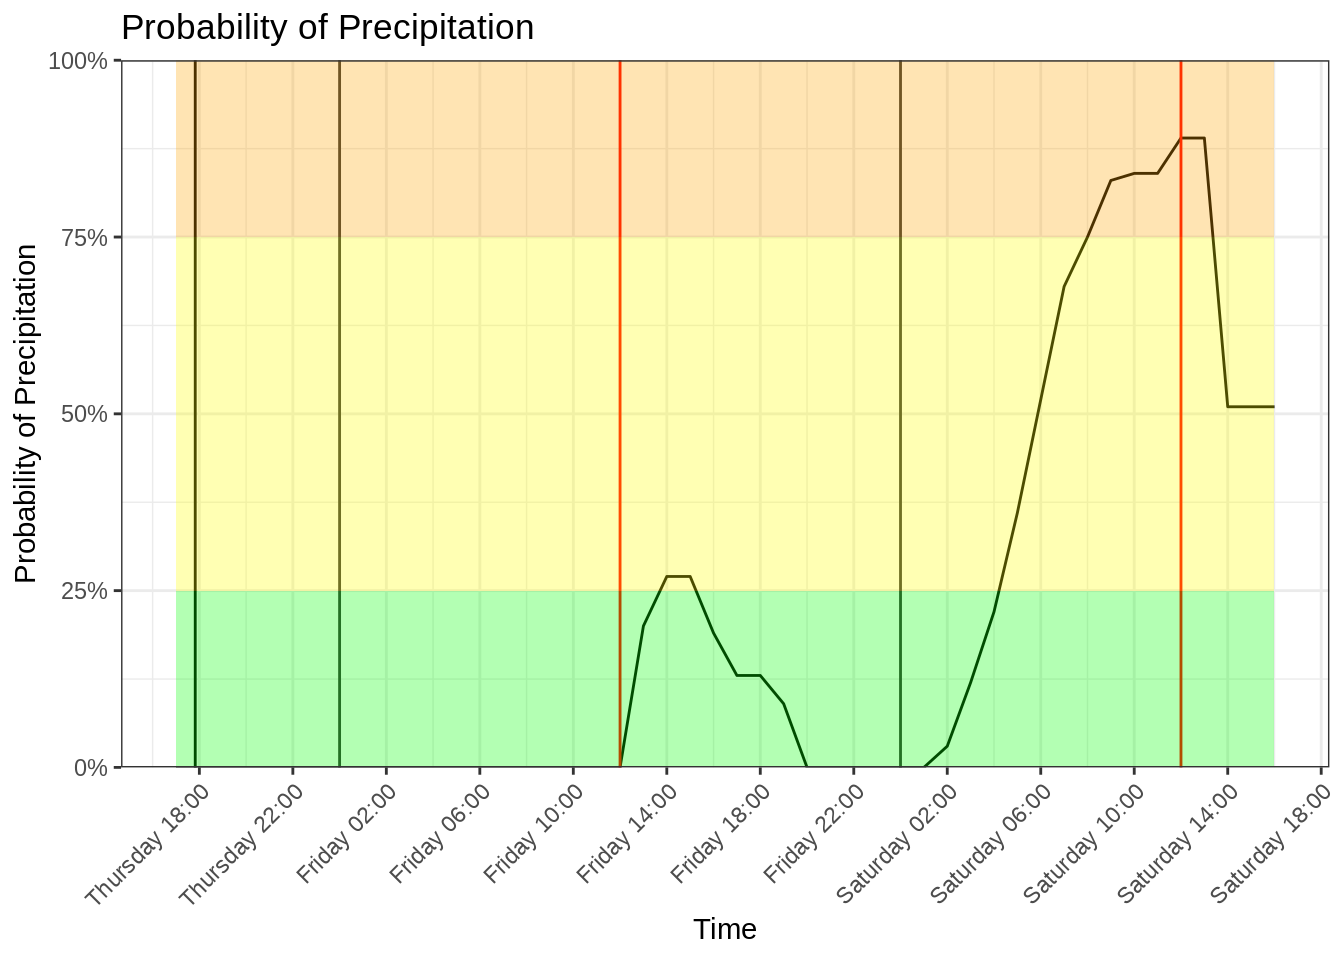 Probability of Precipitation
Probability of Precipitation
100%
75%
50%
25%
0%
Thursday 18:00
Thursday 22:00
Friday 02:00
Friday 06:00
Friday 10:00
Friday 14:00
Friday 18:00
Friday 22:00
Saturday 02:00
Saturday 06:00
Saturday 10:00
Saturday 14:00
Saturday 18:00
Time